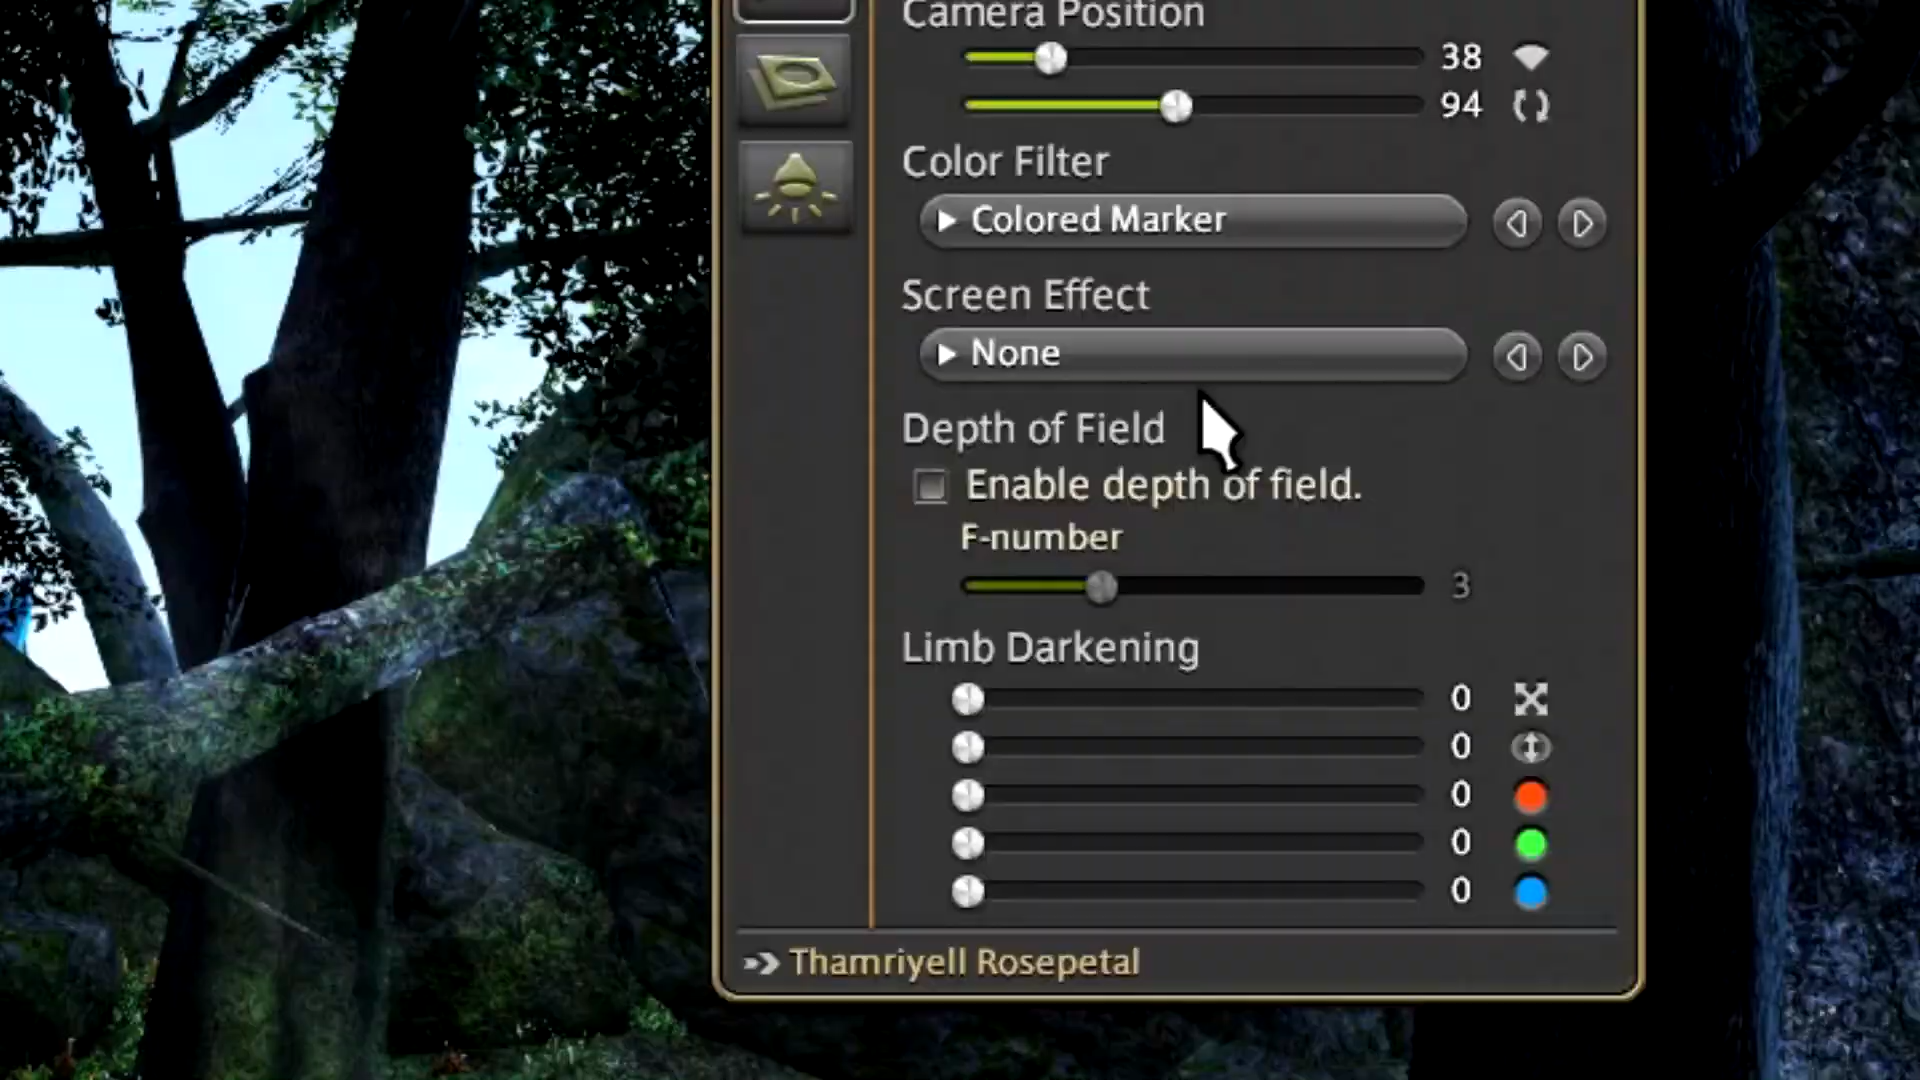 Camera Position
38
94
Color Filter
Colored Marker
Screen Effect
None
Depth of Field
Enable depth of field.
F-number
3
Limb Darkening
0
0
0
0
0
Thamriyell Rosepetal